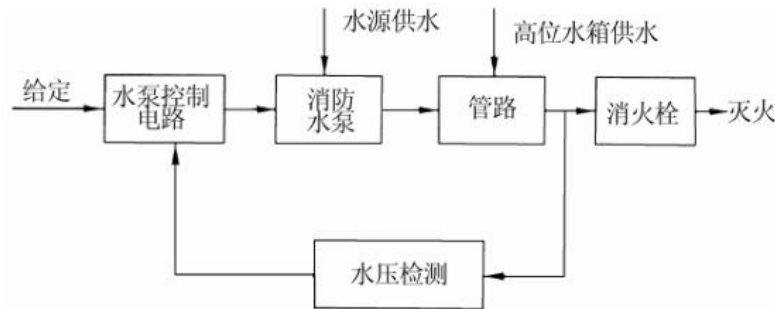 水源供水
高位水箱供水
给定
水泵控制
电路
消防
水泵
管路
消火栓
灭火
水压检测